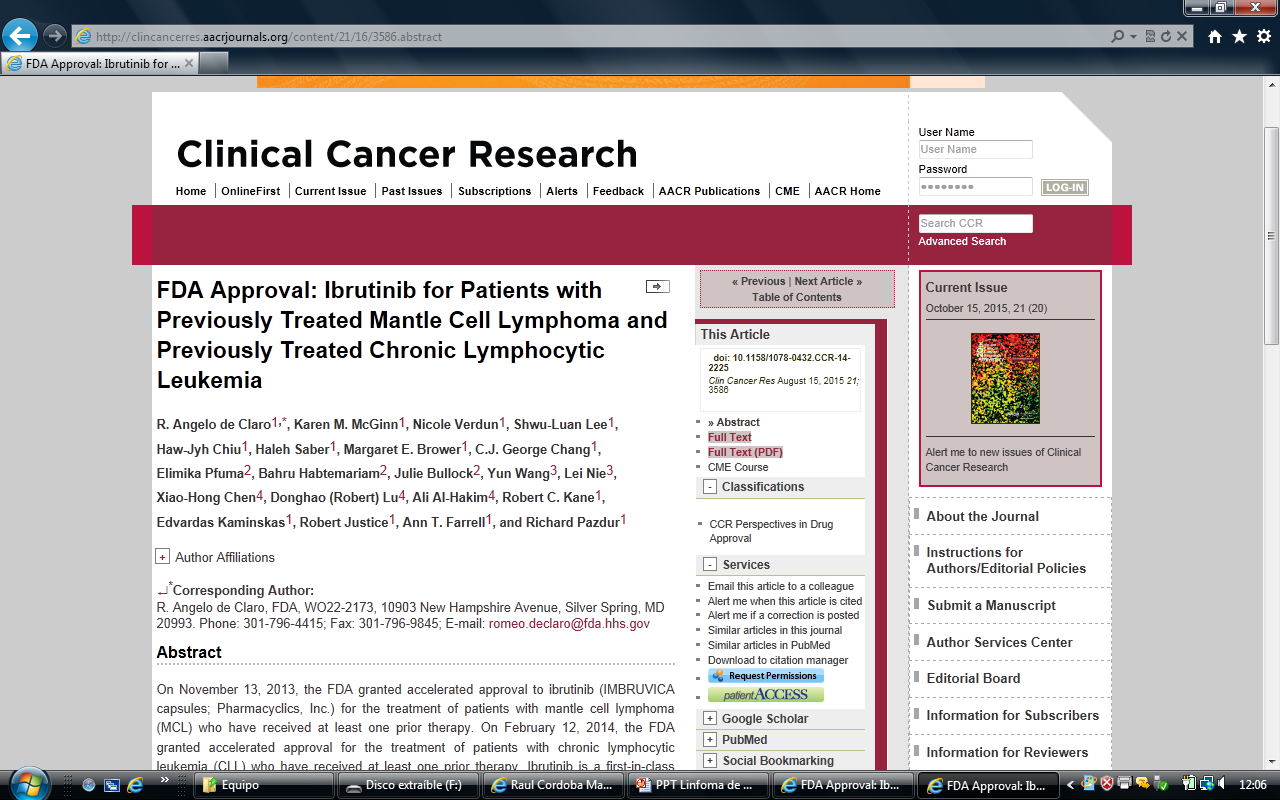 http://clincancerres.aacrjournals.org/content/21/16/3586.abstract
FDA Approval: Ibrutinib for ...
Clinical Cancer Research
Home OnlineFirst Current Issue Past Issues Subscriptions Alerts Feedback AACR Publications CME AACR Home
User Name
User Name
Password
LOG-IN
Search CCR
Advanced Search
FDA Approval: Ibrutinib for Patients with
Previously Treated Mantle Cell Lymphoma and
Previously Treated Chronic Lymphocytic
Leukemia
R. Angelo de Claro1,*, Karen M. McGinn1, Nicole Verdun1, Shwu-Luan Lee1,
Haw-Jyh Chiu1, Haleh Saber1, Margaret E. Brower1, C.J. George Chang1,
Elimika Pfuma2, Bahru Habtemariam2, Julie Bullock2, Yun Wang3, Lei Nie3,
Xiao-Hong Chen4, Donghao (Robert) Lu4, Ali Al-Hakim4, Robert C. Kane1,
Edvardas Kaminskas1, Robert Justice1, Ann T. Farrell1, and Richard Pazdur1
+ Author Affiliations
*Corresponding Author:
R. Angelo de Claro, FDA, WO22-2173, 10903 New Hampshire Avenue, Silver Spring, MD
20993. Phone: 301-796-4415; Fax: 301-796-9845; E-mail: romeo.declaro@fda.hhs.gov
Abstract
On November 13, 2013, the FDA granted accelerated approval to ibrutinib (IMBRUVICA
capsules; Pharmacyclics, Inc.) for the treatment of patients with mantle cell lymphoma
(MCL) who have received at least one prior therapy. On February 12, 2014, the FDA
granted accelerated approval for the treatment of patients with chronic lymphocytic
leukemia (CLL) who have received at least one prior therapy. Ibrutinib is a first-in-class
« Previous | Next Article »
Table of Contents
This Article
doi: 10.1158/1078-0432.CCR-14-
2225
Clin Cancer Res August 15, 2015 21;
3586
» Abstract
Full Text
Full Text (PDF)
CME Course
- Classifications
CCR Perspectives in Drug
Approval
- Services
Email this article to a colleague
Alert me when this article is cited
Alert me if a correction is posted
Similar articles in this journal
Similar articles in PubMed
Download to citation manager
Request Permissions
patientACCESS
+ Google Scholar
+ PubMed
+ Social Bookmarking
Current Issue
October 15, 2015, 21 (20)
Alert me to new issues of Clinical
Cancer Research
About the Journal
Instructions for
Authors/Editorial Policies
Submit a Manuscript
Author Services Center
Editorial Board
Information for Subscribers
Information for Reviewers
Equipo Disco extraíble (F:) Raul Cordoba Ma... PPT Linfoma de ... FDA Approval: Ib... FDA Approval: Ib... 12:06